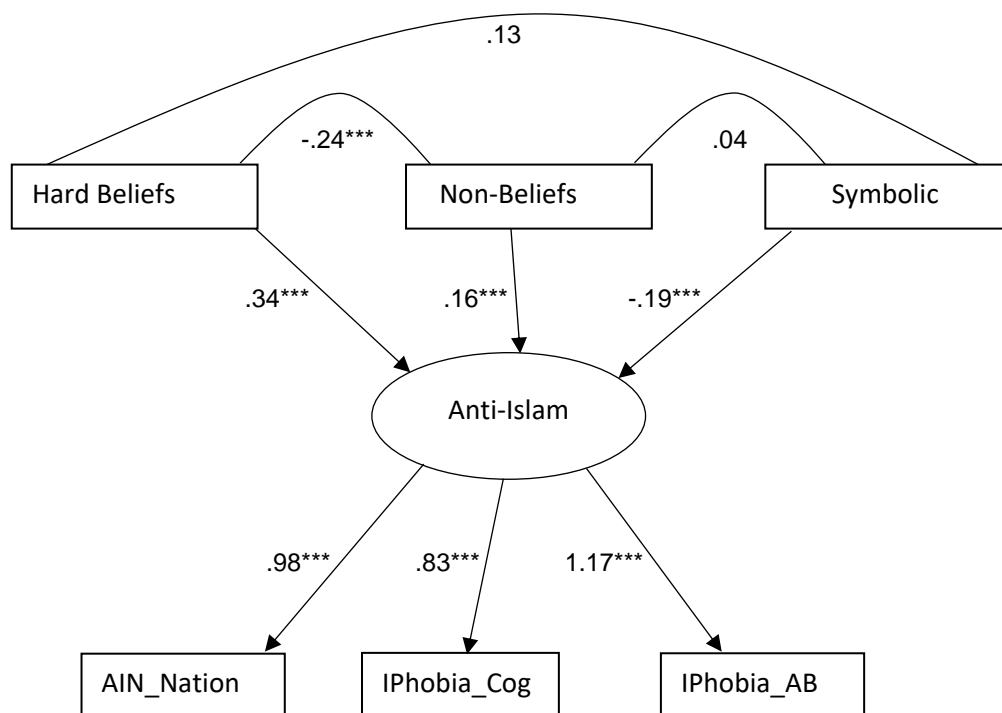 .13
-.24***
.04
Hard Beliefs
Non-Beliefs
Symbolic
.34***
.16***
-.19***
Anti-Islam
.98***
.83***
1.17***
AIN_Nation
IPhobia_Cog
IPhobia_AB